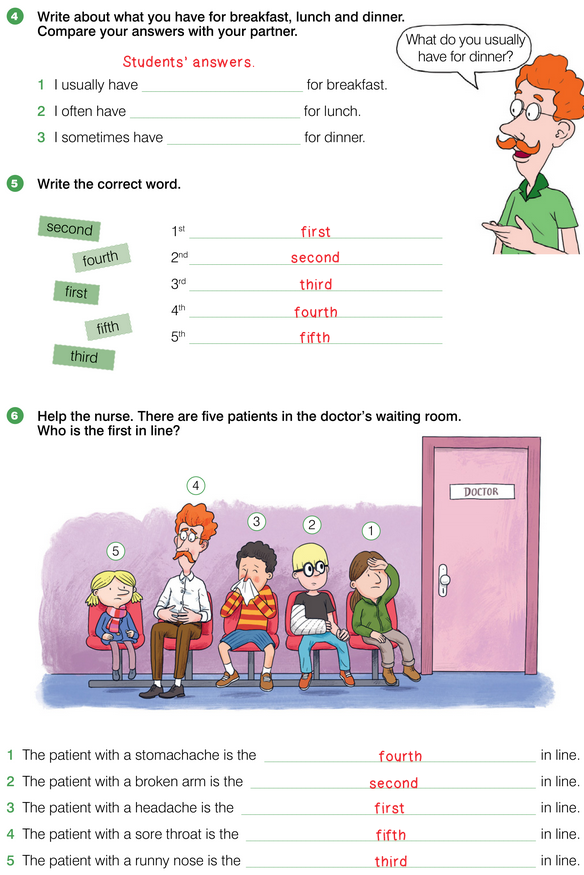 4 Write about what you have for breakfast, lunch and dinner.
Compare your answers with your partner.
What do you usually
have for dinner?
Students' answers.
1 I usually have ____ for breakfast.
2 I often have ____ for lunch.
3 I sometimes have ____ for dinner.
5 Write the correct word.
second
fourth
first
fifth
third
1st first
2nd second
3rd third
4th fourth
5th fifth
6 Help the nurse. There are five patients in the doctor's waiting room.
Who is the first in line?
DOCTOR
5
4
3
2
1
1 The patient with a stomachache is the fourth in line.
2 The patient with a broken arm is the second in line.
3 The patient with a headache is the first in line.
4 The patient with a sore throat is the fifth in line.
5 The patient with a runny nose is the third in line.